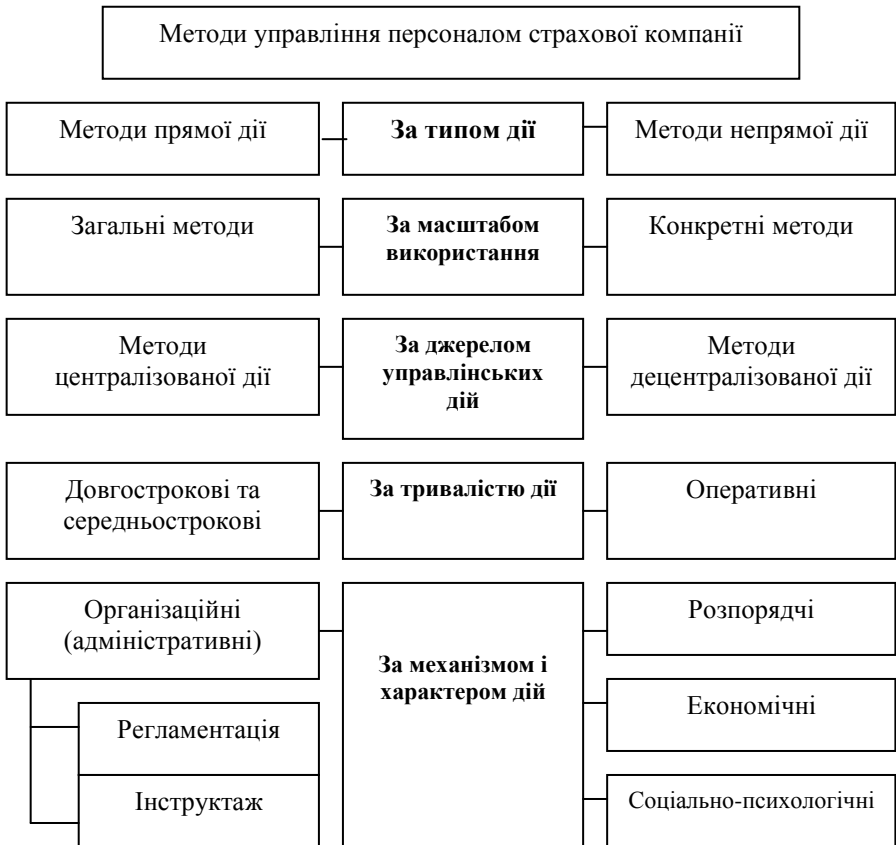 Методи управління персоналом страхової компанії
Методи прямої дії
За типом дії
Методи непрямої дії
Загальні методи
За масштабом
використання
Конкретні методи
Методи
централізованої дії
За джерелом
управлінських
дій
Методи
децентралізованої дії
Довгострокові та
середньострокові
За тривалістю дії
Оперативні
Організаційні
(адміністративні)
За механізмом і
характером дій
Розпорядчі
Економічні
Регламентація
Інструктаж
Соціально-психологічні